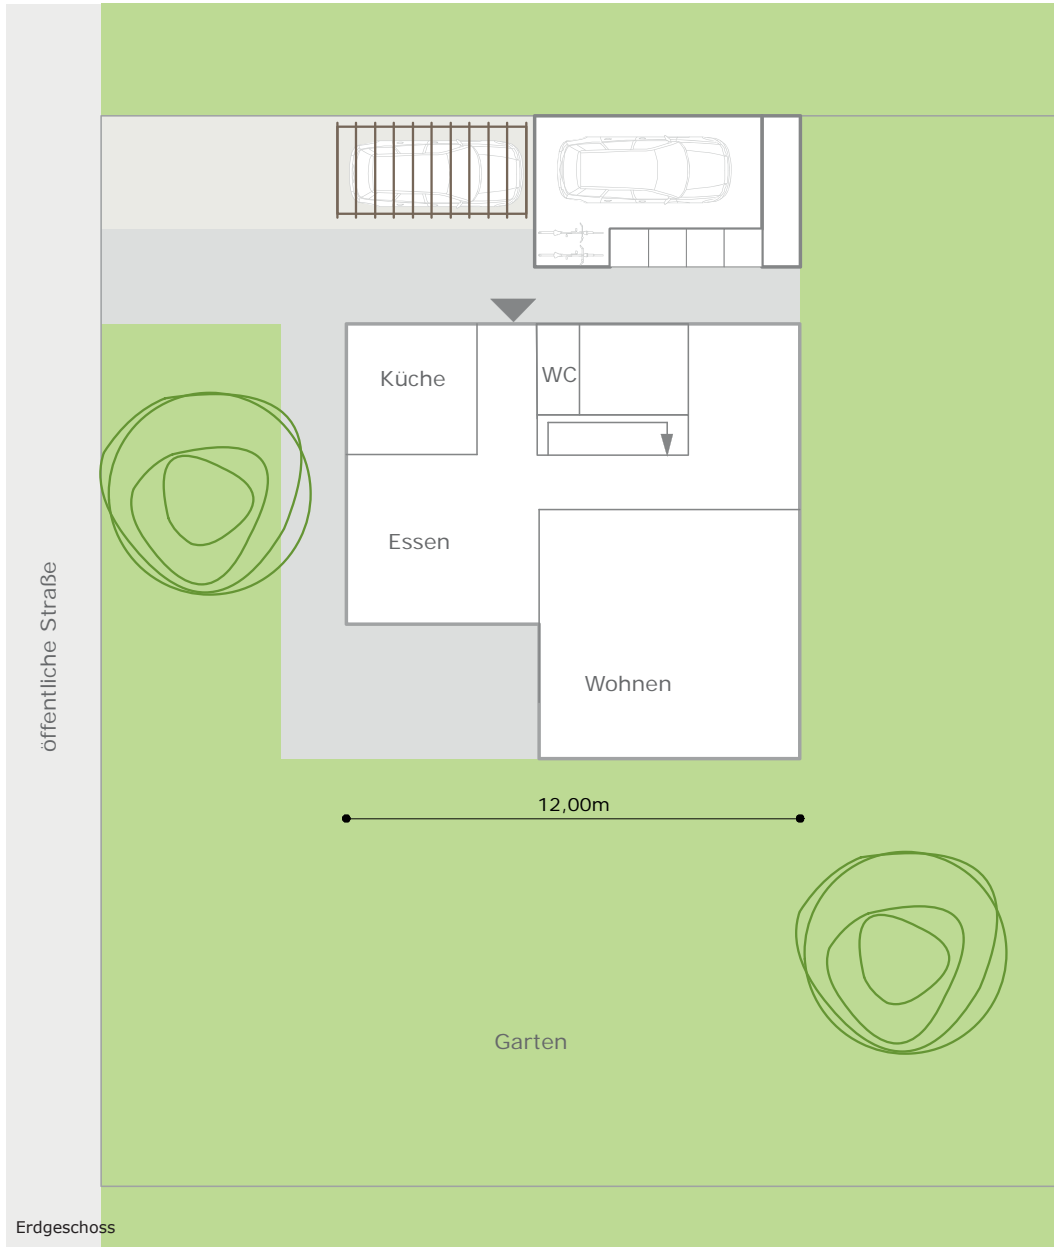 Küche
WC
Essen
öffentliche Straße
Wohnen
12,00m
Garten
Erdgeschoss